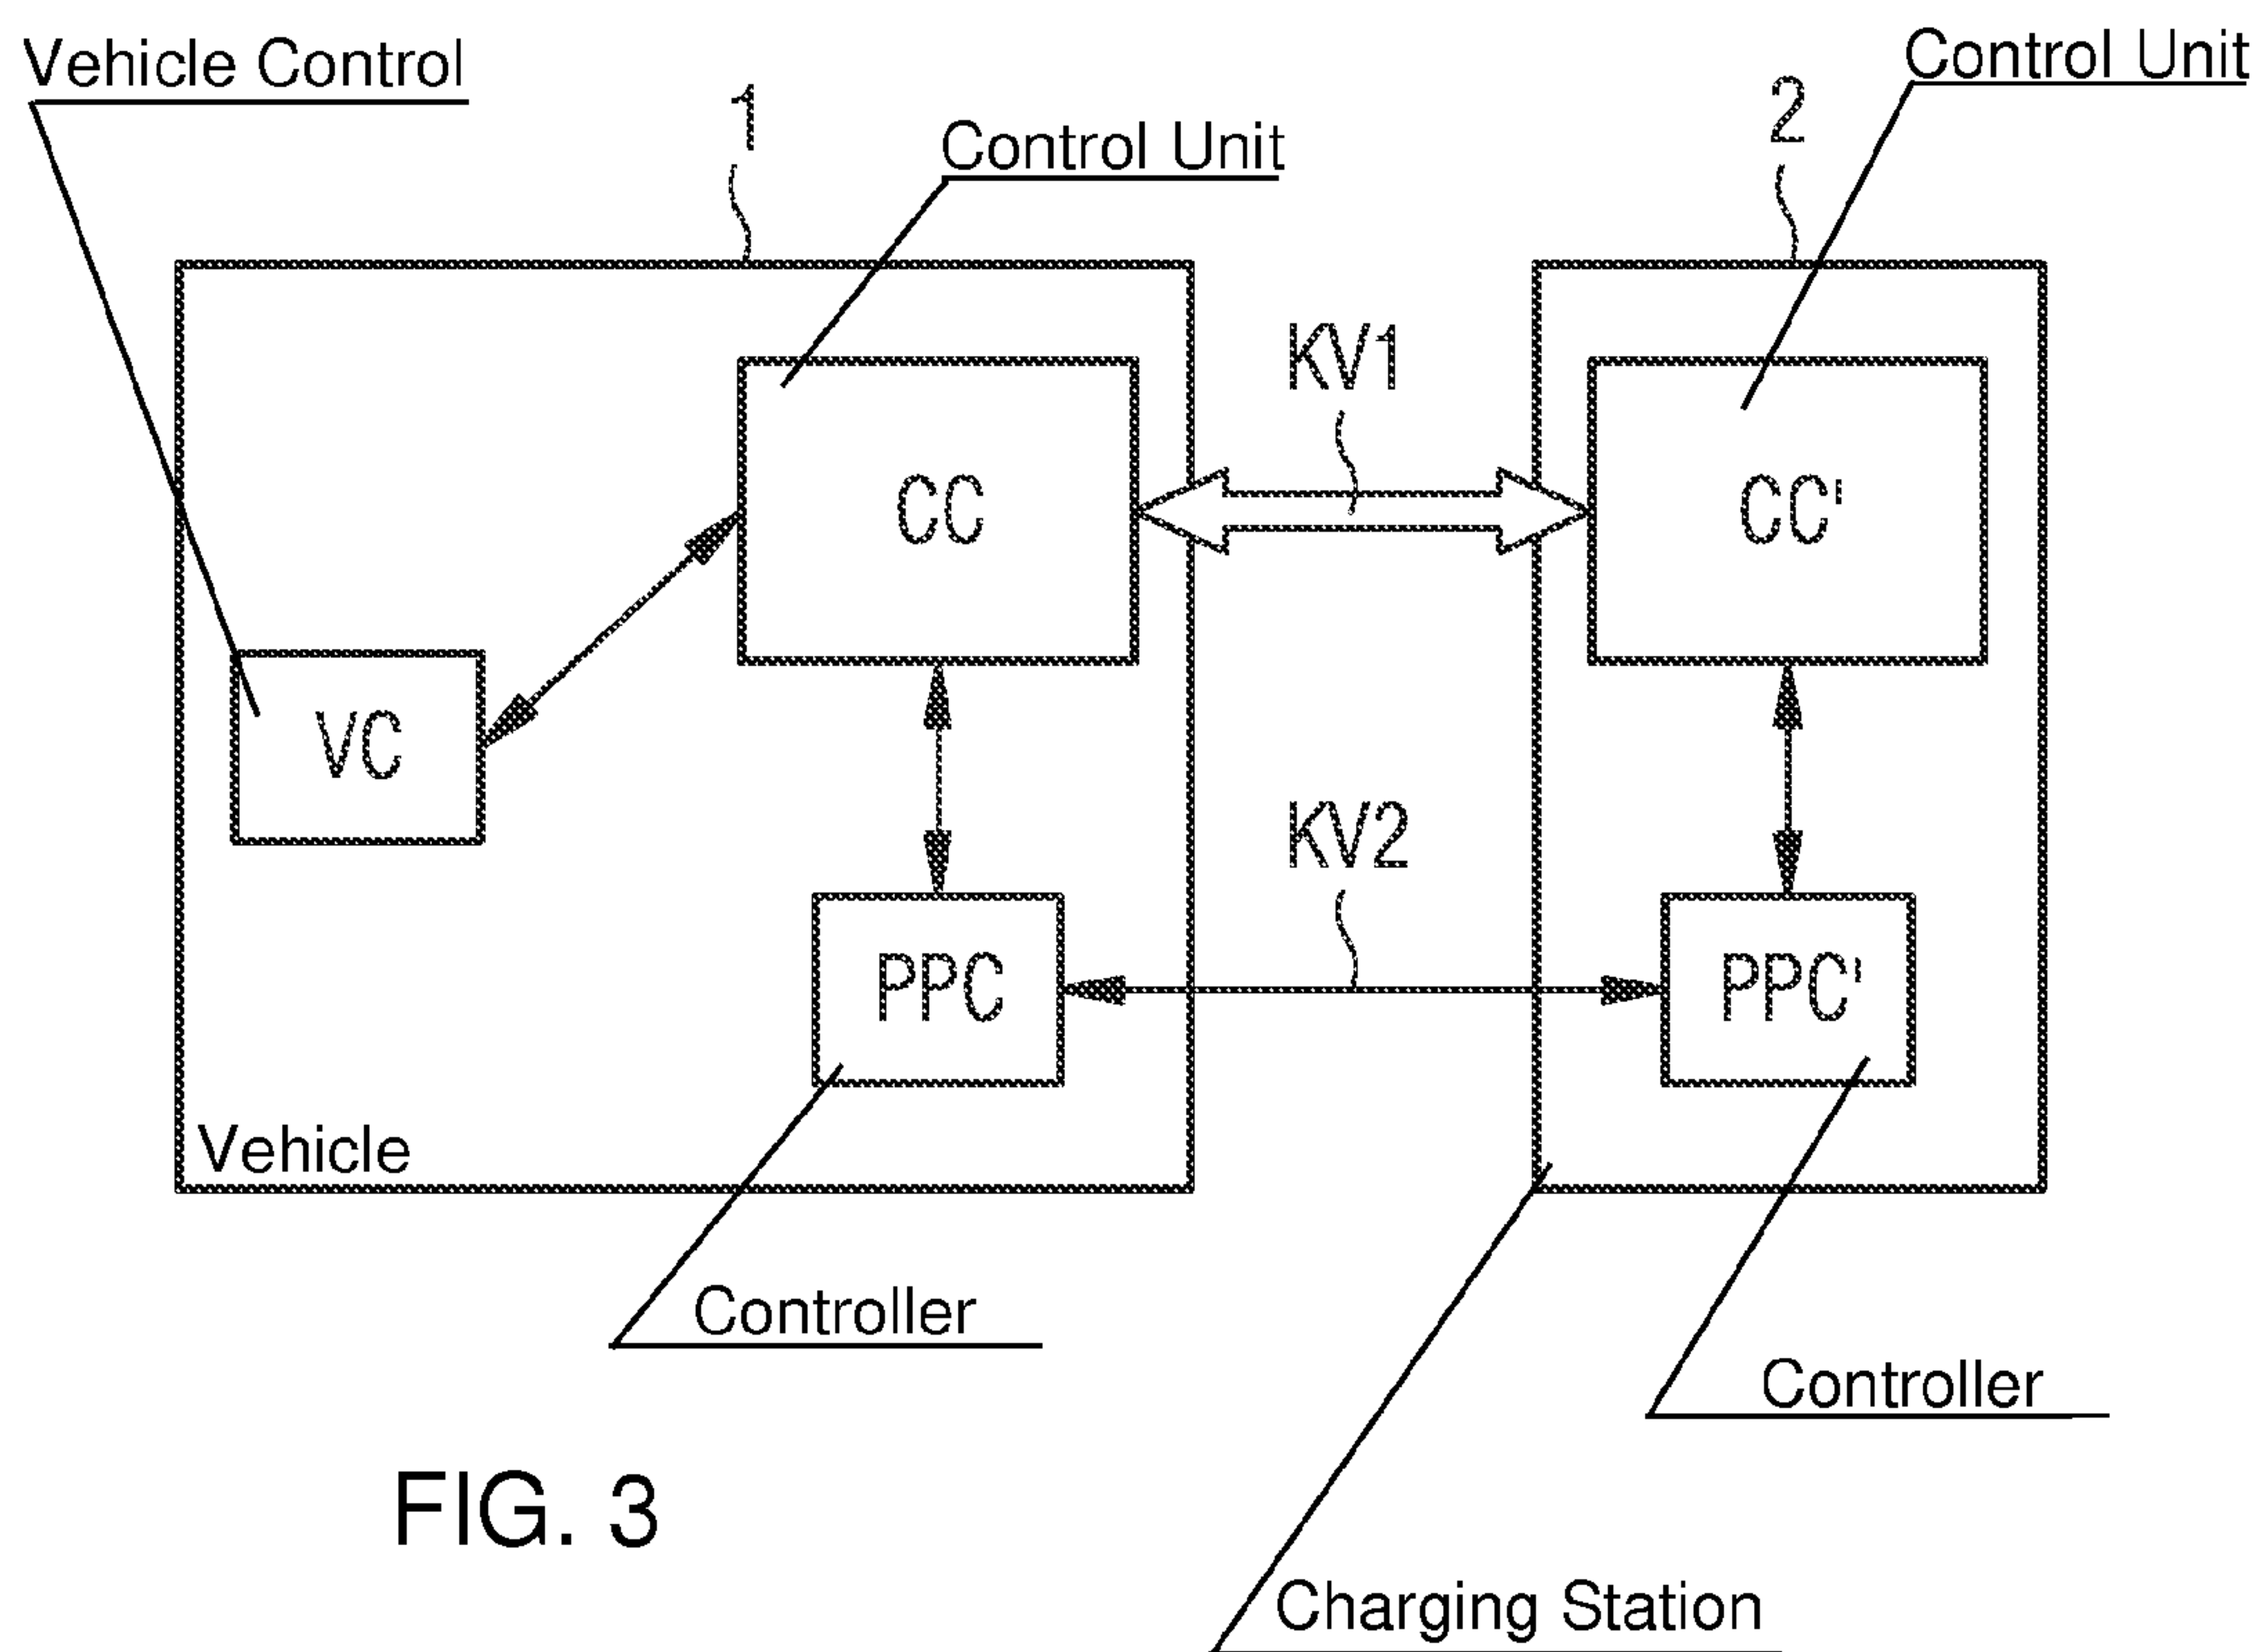 Vehicle Control
Control Unit
1
2
Control Unit
KV1
CC
CC'
VC
KV2
PPC
PPC'
Vehicle
Controller
Controller
FIG. 3
Charging Station